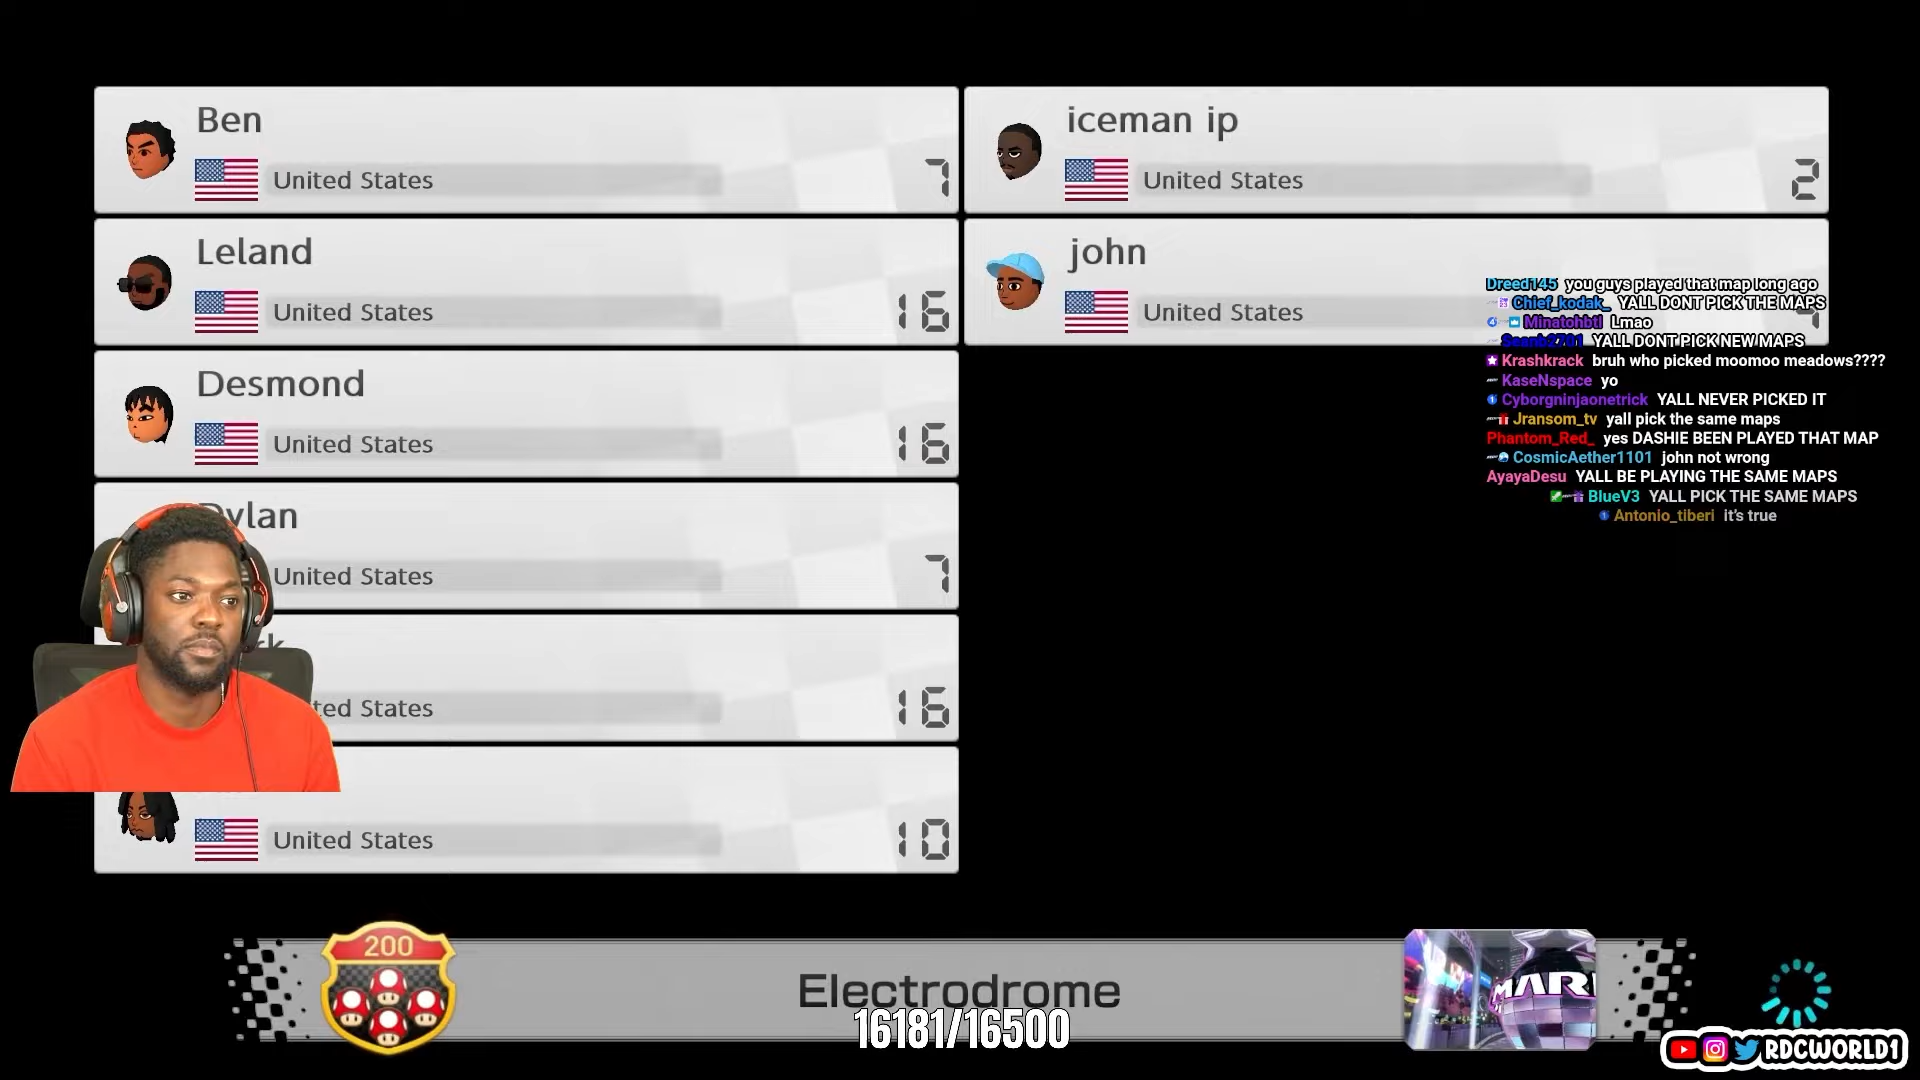 Ben
United States
7
Leland
United States
16
Desmond
United States
16
Dylan
United States
7
United States
16
United States
10
iceman ip
United States
2
john
United States
Dreed145 you guys played that map long ago
Chief_kodak_ YALL DONT PICK THE MAPS
Minatohbtl Lmao
Seanb2701 YALL DONT PICK NEW MAPS
Krashkrack bruh who picked moomoo meadows????
KaseNspace yo
Cyborgninjaonetrick YALL NEVER PICKED IT
Jransom_tv yall pick the same maps
Phantom_Red_ yes DASHIE BEEN PLAYED THAT MAP
CosmicAether1101 john not wrong
AyayaDesu YALL BE PLAYING THE SAME MAPS
BlueV3 YALL PICK THE SAME MAPS
Antonio_tiberi it's true
200
Electrodrome
MAR
16181/16500
RDCWORLD1